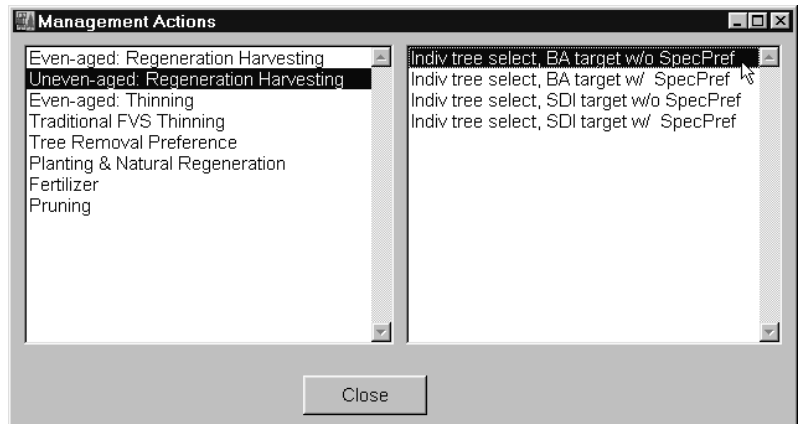 Management Actions
Even-aged: Regeneration Harvesting
Uneven-aged: Regeneration Harvesting
Even-aged: Thinning
Traditional FVS Thinning
Tree Removal Preference
Planting & Natural Regeneration
Fertilizer
Pruning
Indiv tree select, BA target w/o SpecPref
Indiv tree select, BA target w/ SpecPref
Indiv tree select, SDI target w/o SpecPref
Indiv tree select, SDI target w/ SpecPref
Close